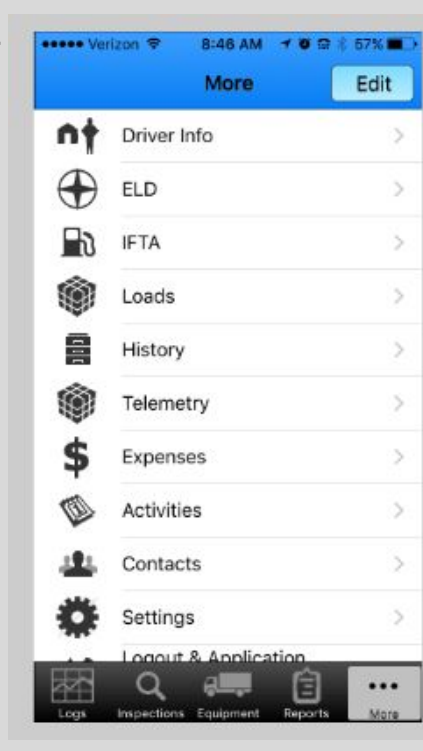 Verizon 8:46 AM 57%
More Edit
Driver Info
ELD
IFTA
Loads
History
Telemetry
$ Expenses
Activities
Contacts
Settings
Logout & Application
Logs Inspections Equipment Reports More